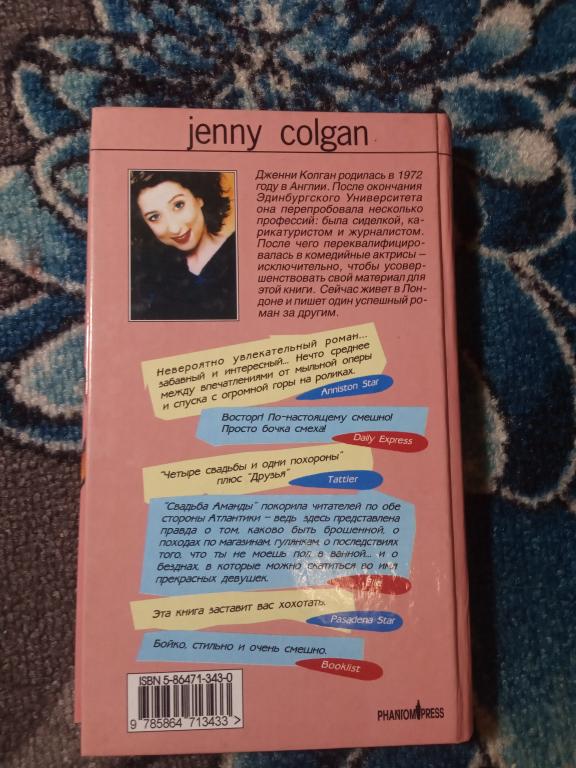 jenny colgan
Дженни Колган родилась в 1972
году в Англии. После окончания
Эдинбургского Университета
она перепробовала несколько
профессий: была сиделкой, ка-
рикатуристом и журналистом.
После чего переквалифициро-
валась в комедийные актрисы –
исключительно, чтобы усовер-
шенствовать свой материал для
этой книги. Сейчас живет в Лон-
доне и пишет один успешный ро-
ман за другим.
Невероятно увлекательный роман...
забавный и интересный... Нечто среднее
между впечатлениями от мыльной оперы
и спуска с огромной горы на роликах.
Anniston Star
Восторг! По-настоящему смешно!
Просто бочка смеха!
Daily Express
"Четыре свадьбы и одни похороны"
плюс "Друзья"
Tattler
"Свадьба Аманды" покорила читателей по обе
стороны Атлантики – ведь здесь представлена
правда о том, каково быть брошенной, о
походах по магазинам, гулянкам, о последствиях
того, что ты не моешь пол в ванной... и о
безднах, в которые можно скатиться во имя
прекрасных девушек.
Elle
Эта книга заставит вас хохотать.
Pasadena Star
Бойко, стильно и очень смешно.
Booklist
ISBN 5-86471-343-0
9 785864 713433 >
PHANTOM PRESS